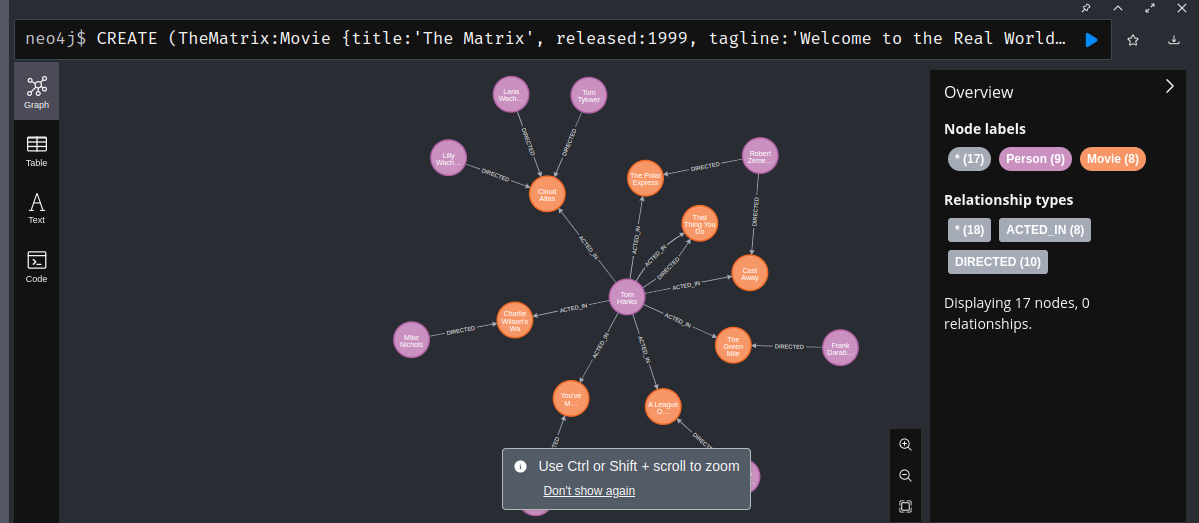 neo4j$ CREATE (TheMatrix:Movie {title:'The Matrix', released:1999, tagline:'Welcome to the Real World…
Graph
Table
Text
Code
Lana
Wach…
Tom
Tykwer
Lilly
Wach…
Robert
Zeme…
DIRECTED
DIRECTED
DIRECTED
DIRECTED
DIRECTED
The Polar
Express
Cloud
Atlas
That
Thing You
Do
Cast
Away
ACTED_IN
ACTED_IN
ACTED_IN
DIRECTED
ACTED_IN
Tom
Hanks
ACTED_IN
ACTED_IN
Charlie
Wilson's
Wa
DIRECTED
Mike
Nichols
The
Green
Mile
DIRECTED
Frank
Darab…
ACTED_IN
ACTED_IN
You've
M…
A League
O…
Use Ctrl or Shift + scroll to zoom
Don't show again
Overview
Node labels
* (17)
Person (9)
Movie (8)
Relationship types
* (18)
ACTED_IN (8)
DIRECTED (10)
Displaying 17 nodes, 0
relationships.